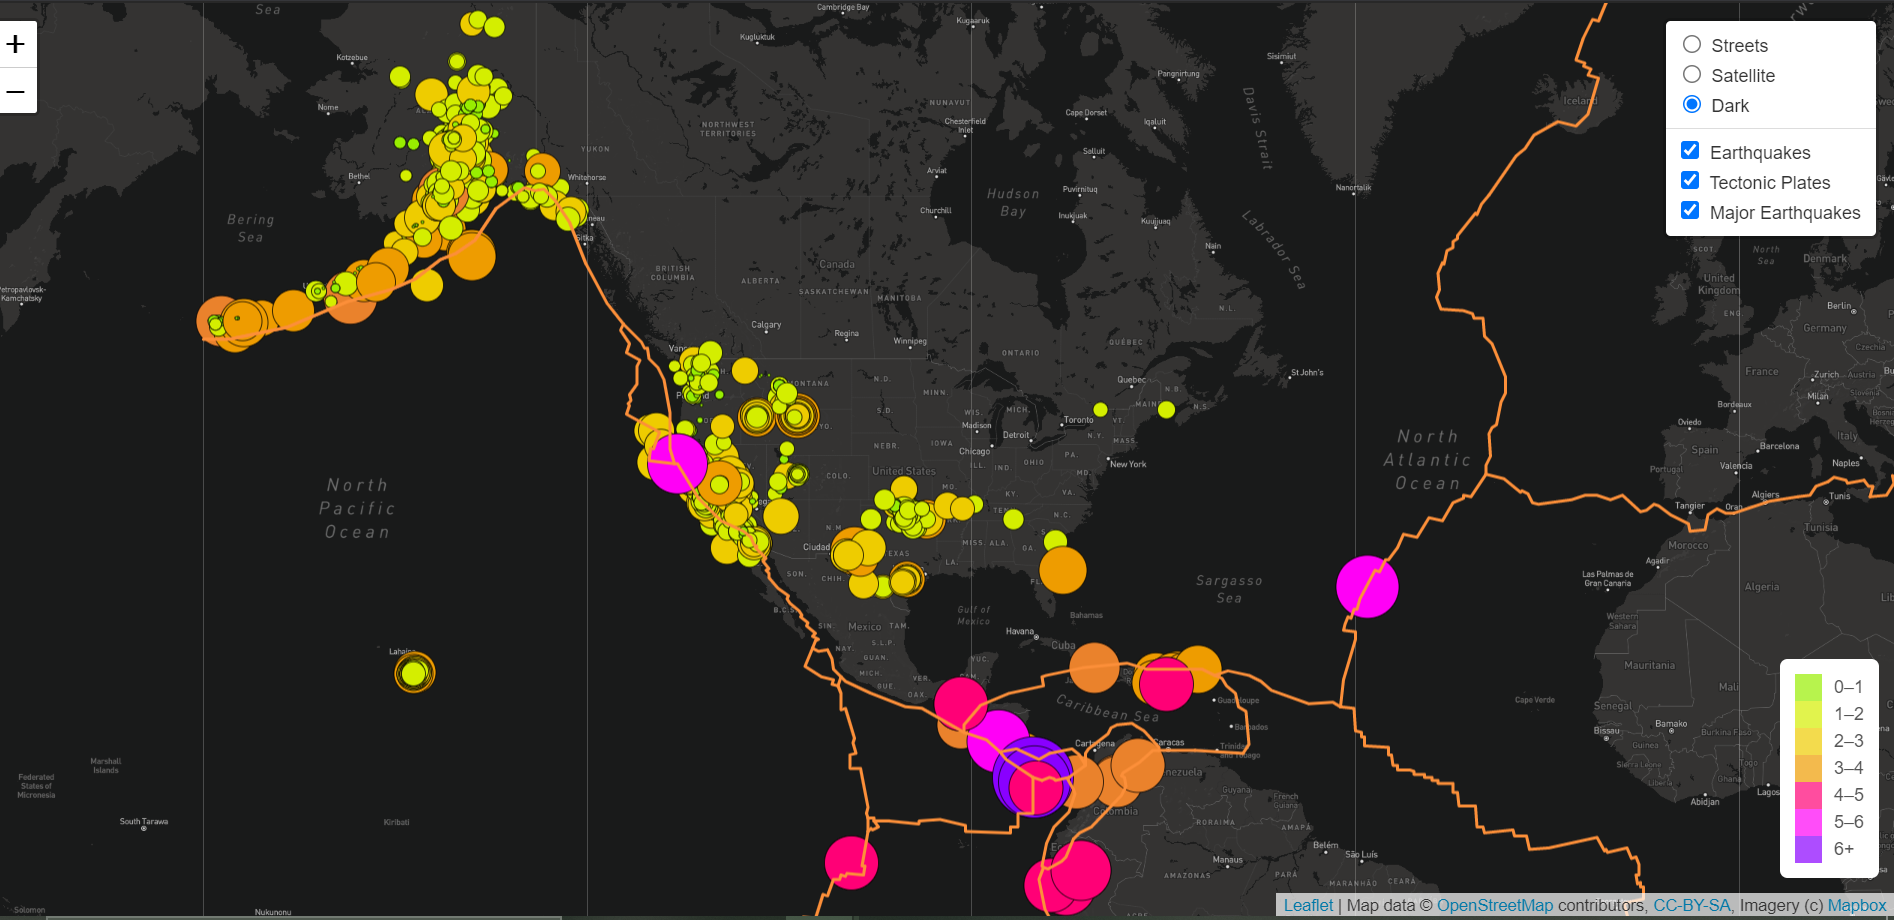 +
−
Streets
Satellite
Dark
Earthquakes
Tectonic Plates
Major Earthquakes
Sea
Cambridge Bay
Kugaaruk
Kugluktuk
Kotzebue
Nome
Bethel
Bering
Sea
Petropavlovsk-
Kamchatsky
YUKON
Whitehorse
Sitka
NORTHWEST
TERRITORIES
NUNAVUT
Chesterfield
Inlet
Arviat
Churchill
Hudson
Bay
Cape Dorset
Iqaluit
Pangnirtung
Sisimiut
Davis Strait
Salluit
Puvirnituq
Inukjuak
Kuujjuaq
Nain
Labrador Sea
Nanortalik
Iceland
BRITISH
COLUMBIA
ALBERTA
Canada
SASKATCHEWAN
MANITOBA
Calgary
Regina
Winnipeg
ONTARIO
QUÉBEC
N.L.
St John's
Quebec
N.B.
N.S.
MAINE
Toronto
VT.
N.Y.
MASS.
New York
PA.
MD.
MONTANA
N.D.
S.D.
MINN
WIS.
MICH.
Madison
Detroit
Chicago
IOWA
NEBR.
ILL.
IND.
OHIO
COLO.
United States
MO.
KY
VA.
N.C.
N.M.
MISS.
ALA.
GA.
LA.
Ciudad
SON.
CHIH.
B.C.S.
SIN.
Mexico
TAM.
NAY.
S.L.P.
GUAN.
MICH.
VER.
GUE
OAX.
YUC.
Gulf of
Mexico
Havana
Cuba
Bahamas
Sargasso
Sea
North
Atlantic
Ocean
North
Pacific
Ocean
Caribbean Sea
Guadeloupe
Barbados
Trinidad
and Tobago
Cartagena
Caracas
Colombia
Guyana
French
Guiana
RORAIMA
AMAPÁ
Manaus
AMAZONAS
PARÁ
Belém
São Luís
MARANHÃO
CEARÁ
Marshall
Islands
Federated
States of
Micronesia
South Tarawa
Kiribati
Solomon
Nukunonu
SCOT.
North
Sea
Denmark
United
Kingdom
ENG.
Berlin
Germany
Czechia
France
Zurich
Austria
Milan
Bordeaux
Oviedo
Spain
Barcelona
Italy
Portugal
Valencia
Naples
Algiers
Tunis
Tangier
Oran
Tunisia
Morocco
Agadir
Las Palmas de
Gran Canaria
Algeria
Western
Sahara
Mauritania
Mali
Cape Verde
Senegal
Bamako
Bissau
Burkina Faso
Guinea
Sierra Leone
Liberia
Togo
Ghana
Abidjan
Lagos
0–1
1–2
2–3
3–4
4–5
5–6
6+
Leaflet | Map data © OpenStreetMap contributors, CC-BY-SA, Imagery (c) Mapbox